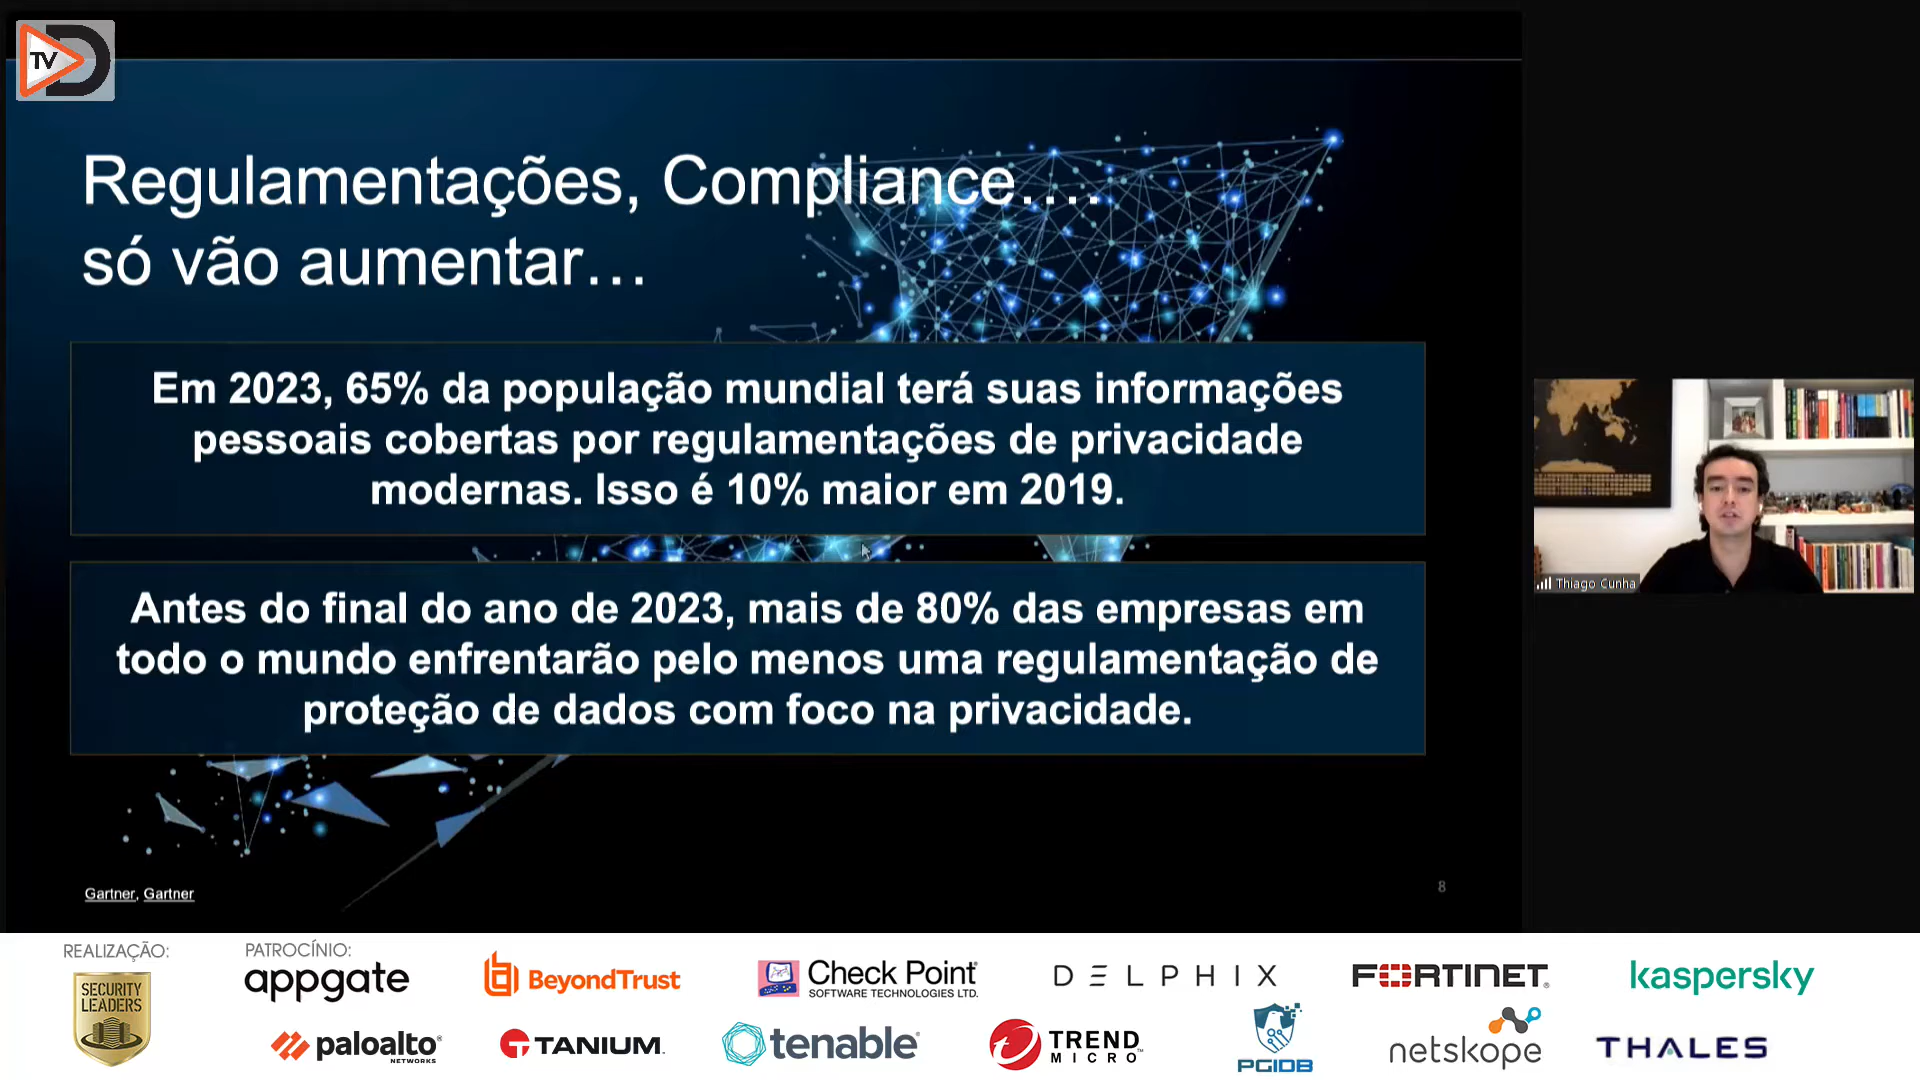 TV D
Regulamentações, Compliance....
só vão aumentar...
Em 2023, 65% da população mundial terá suas informações
pessoais cobertas por regulamentações de privacidade
modernas. Isso é 10% maior em 2019.
Antes do final do ano de 2023, mais de 80% das empresas em
todo o mundo enfrentarão pelo menos uma regulamentação de
proteção de dados com foco na privacidade.
Gartner, Gartner
8
Thiago Cunha
REALIZAÇÃO:
SECURITY
LEADERS
PATROCÍNIO:
appgate
BeyondTrust
Check Point
SOFTWARE TECHNOLOGIES LTD.
DELPHIX
FORTINET®
kaspersky
paloalto®
NETWORKS
TANIUM.
tenable®
TREND
MICRO™
PGIDB
netskope
THALES